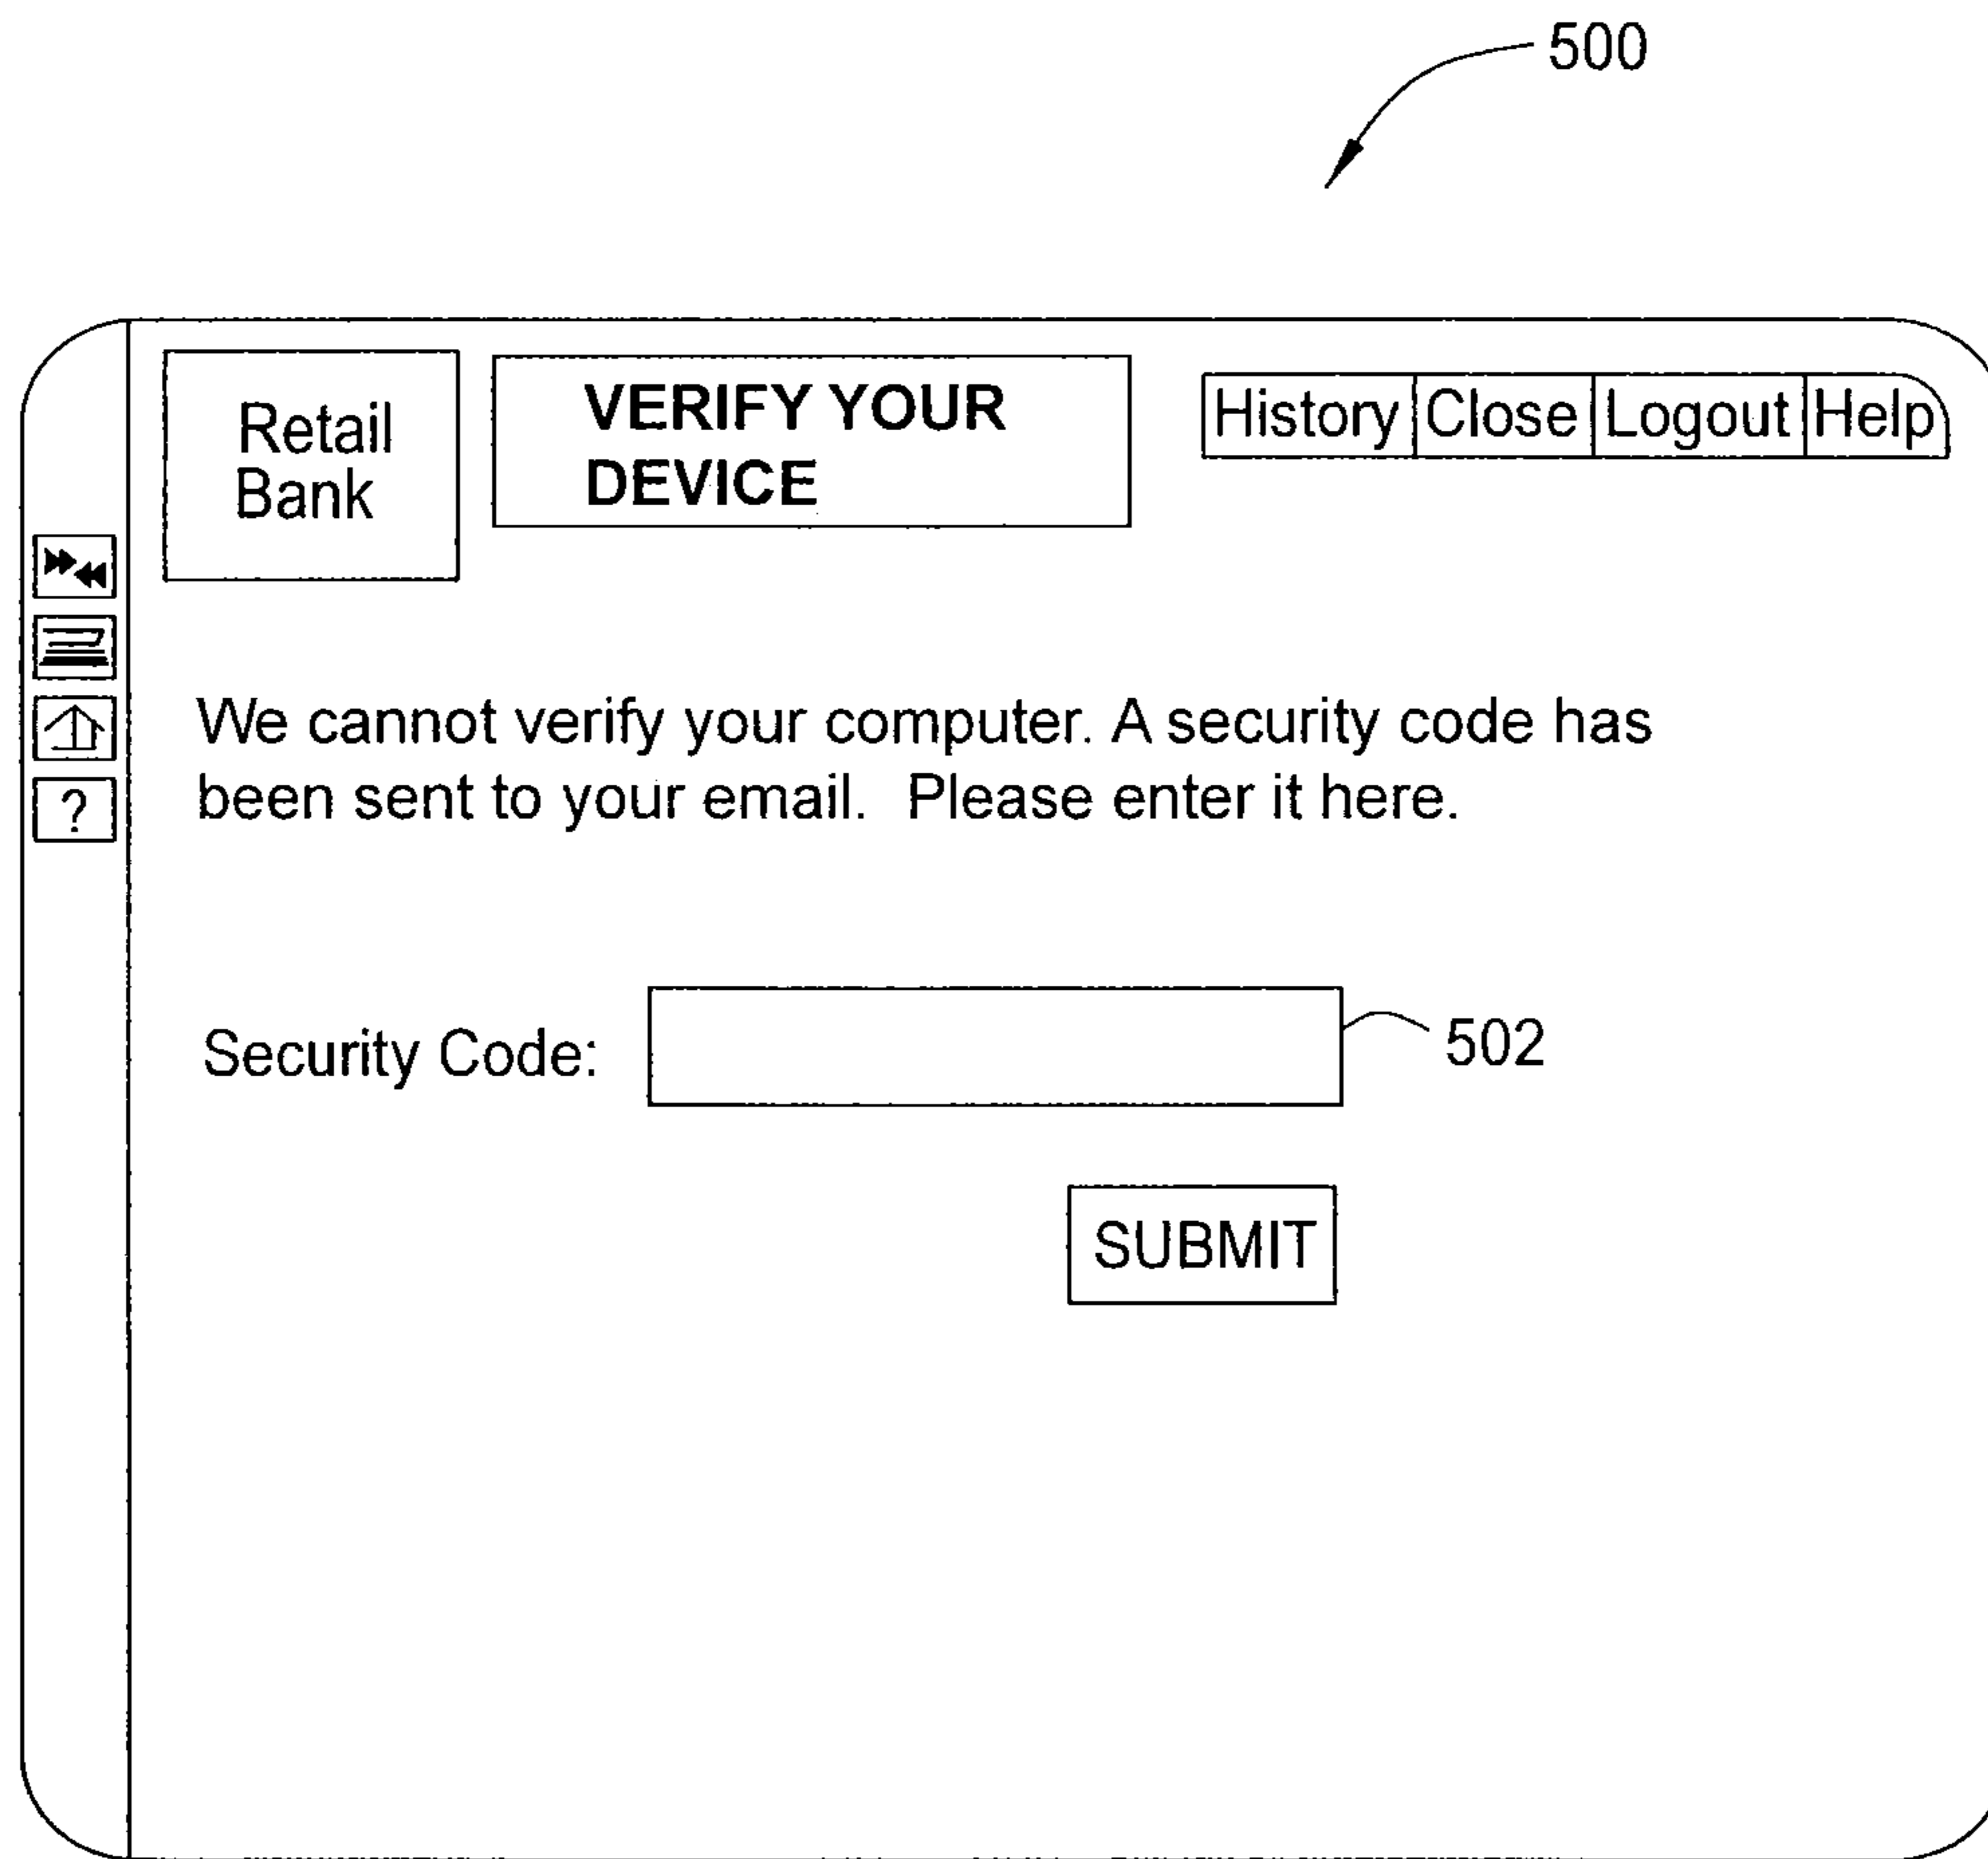 500
Retail
Bank
VERIFY YOUR
DEVICE
History Close Logout Help
?
We cannot verify your computer. A security code has
been sent to your email. Please enter it here.
Security Code:
502
SUBMIT